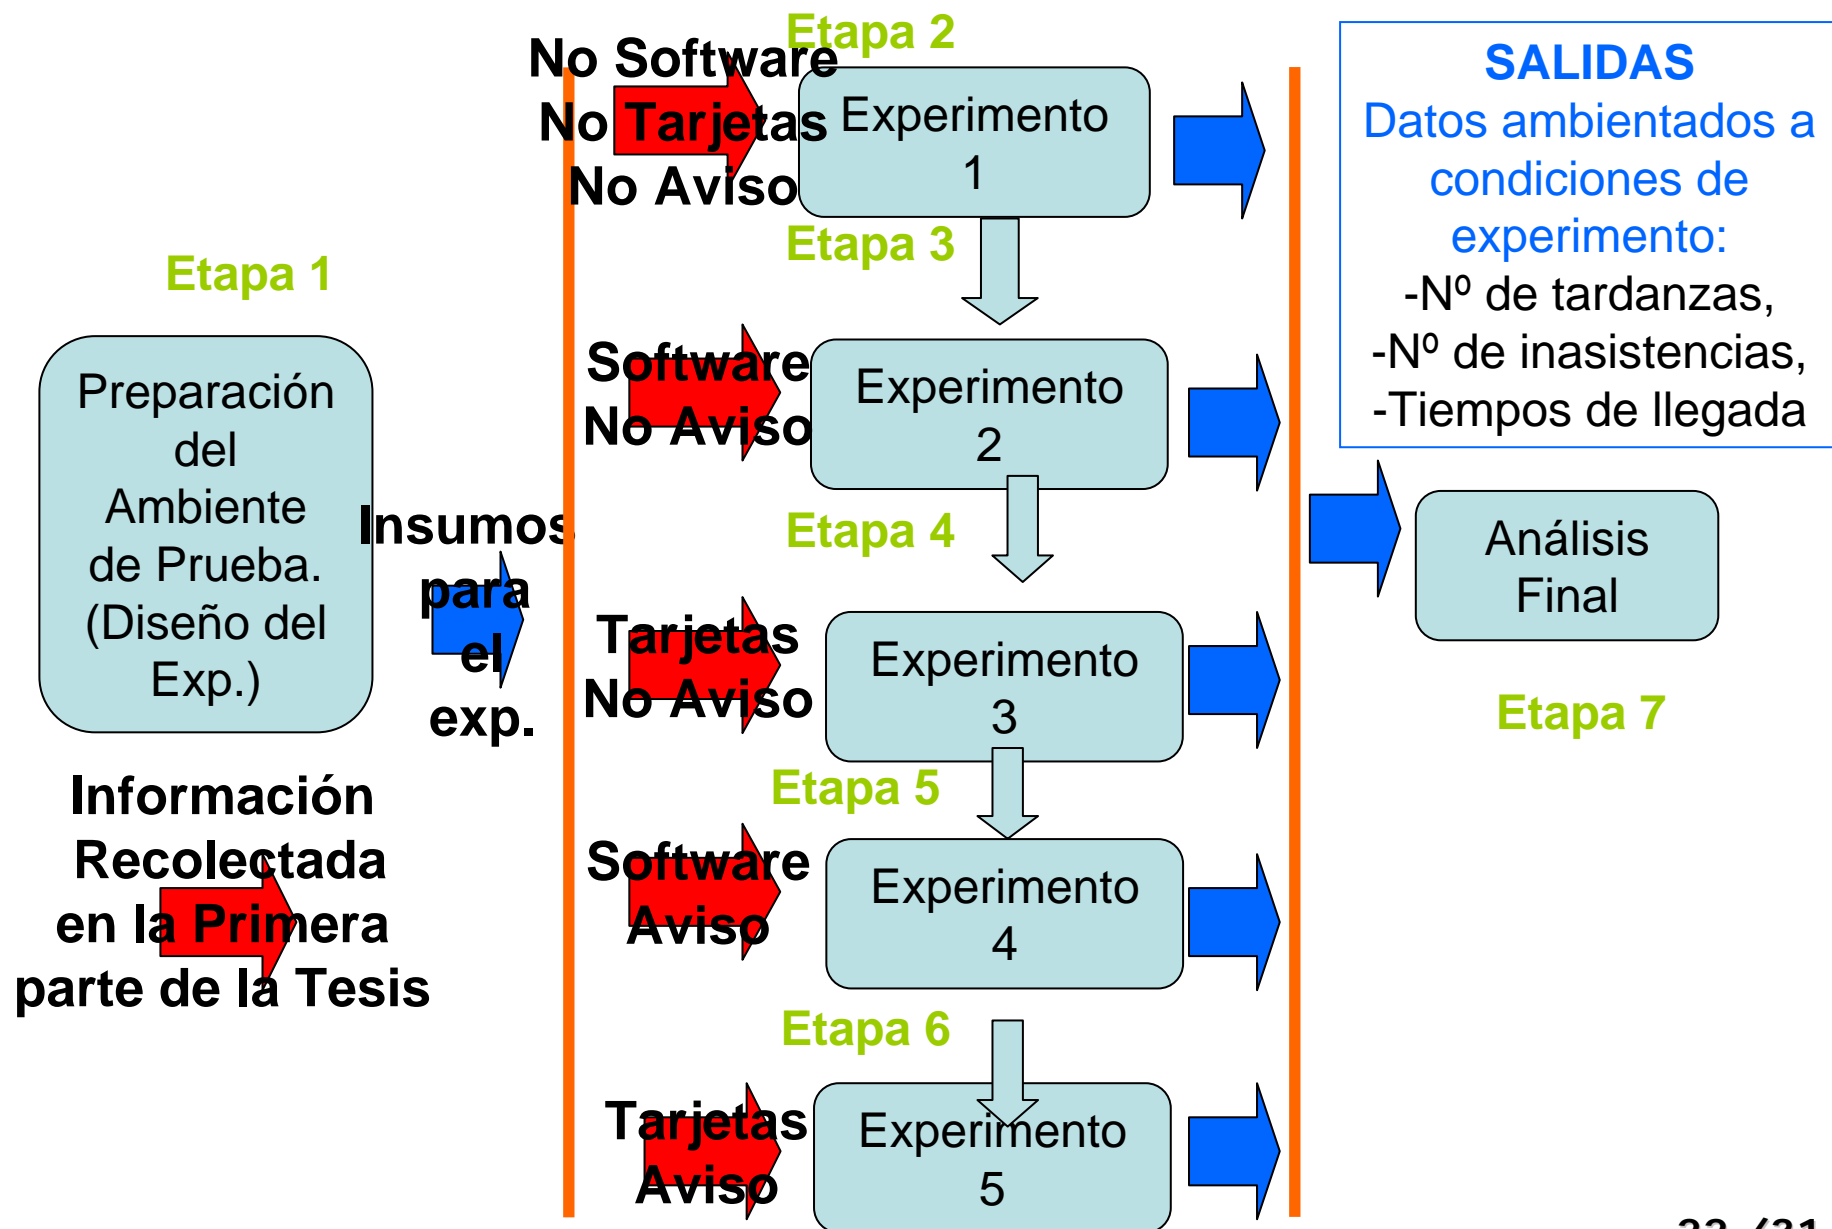 Etapa 1
Preparación
del
Ambiente
de Prueba.
(Diseño del
Exp.)
Información
Recolectada
en la Primera
parte de la Tesis
Insumos
para
el
exp.
Etapa 2
No Software
No Tarjetas
No Aviso
Experimento
1
Etapa 3
Software
No Aviso
Experimento
2
Etapa 4
Tarjetas
No Aviso
Experimento
3
Etapa 5
Software
Aviso
Experimento
4
Etapa 6
Tarjetas
Aviso
Experimento
5
SALIDAS
Datos ambientados a
condiciones de
experimento:
-Nº de tardanzas,
-Nº de inasistencias,
-Tiempos de llegada
Análisis
Final
Etapa 7